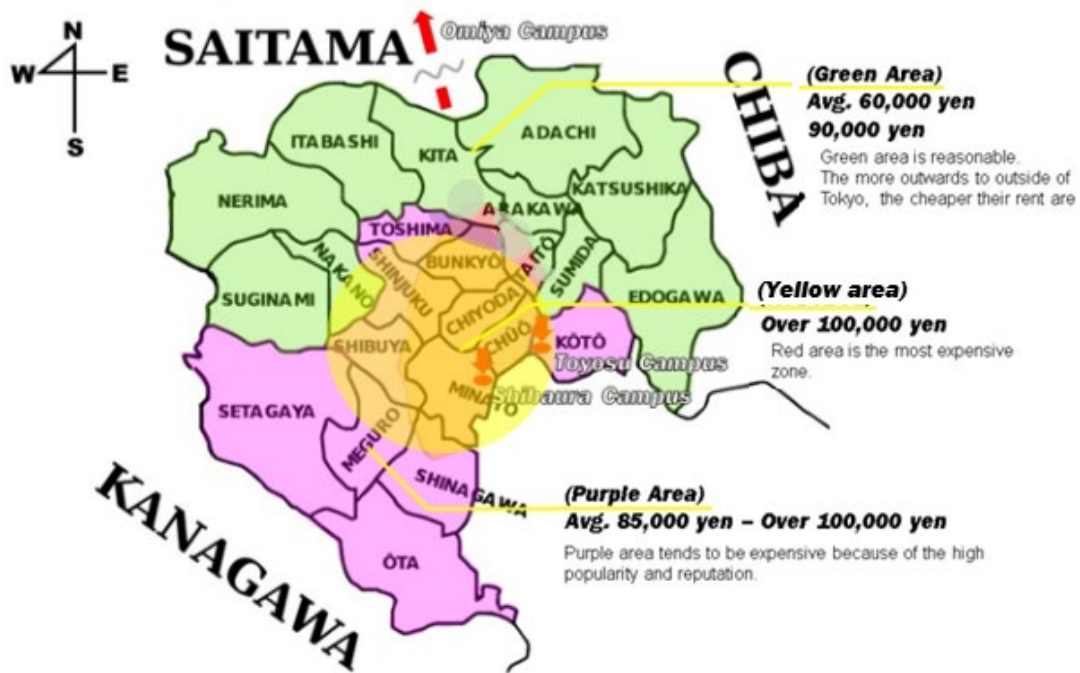 N
W E
S
SAITAMA
Omiya Campus
CHIBA
(Green Area)
Avg. 60,000 yen
90,000 yen
Green area is reasonable.
The more outwards to outside of
Tokyo, the cheaper their rent are
ITABASHI
KITA
ADACHI
NERIMA
KATSUSHIKA
ARAKAWA
TOSHIMA
NAKANO
SHINJUKU
BUNKYŌ
TAITŌ
SUMIDA
SUGINAMI
CHIYODA
EDOGAWA
(Yellow area)
Over 100,000 yen
Red area is the most expensive
zone.
SHIBUYA
CHŪŌ
KŌTŌ
Toyosu Campus
MINATO
Shibaura Campus
SETAGAYA
MEGURO
SHINAGAWA
(Purple Area)
Avg. 85,000 yen – Over 100,000 yen
Purple area tends to be expensive because of the high
popularity and reputation.
KANAGAWA
ŌTA